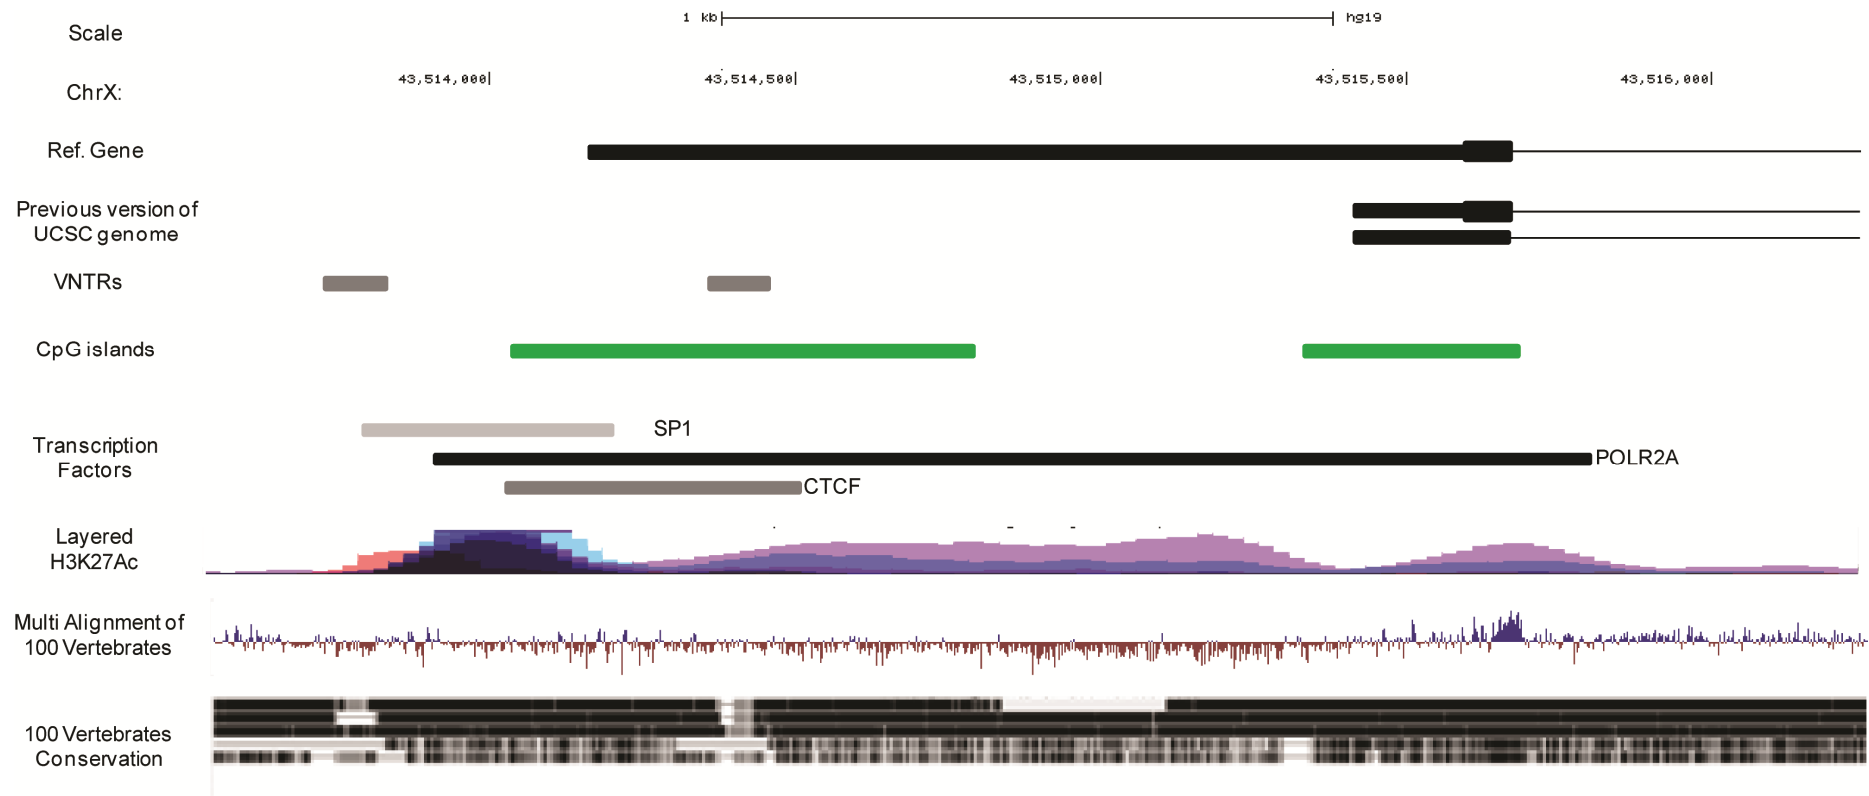 1 kb
hg19
Scale
43,514,000|
43,514,500|
43,515,000|
43,515,500|
43,516,000|
ChrX:
Ref. Gene
Previous version of
UCSC genome
VNTRs
CpG islands
SP1
Transcription
Factors
POLR2A
CTCF
Layered
H3K27Ac
Multi Alignment of
100 Vertebrates
100 Vertebrates
Conservation